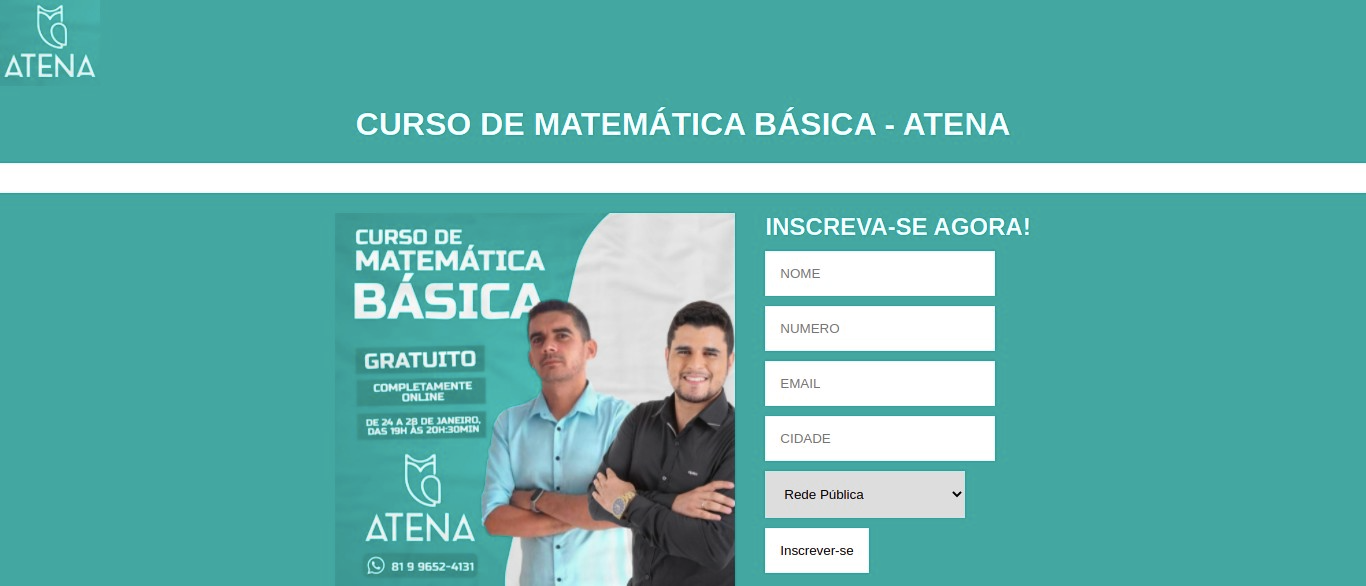 ATENA
CURSO DE MATEMÁTICA BÁSICA - ATENA
CURSO DE
MATEMÁTICA
BÁSICA
GRATUITO
COMPLETAMENTE
ONLINE
DE 24 A 28 DE JANEIRO,
DAS 19H ÀS 20H:30MIN
ATENA
81 9 9652-4131
INSCREVA-SE AGORA!
NOME
NUMERO
EMAIL
CIDADE
Rede Pública
Inscrever-se